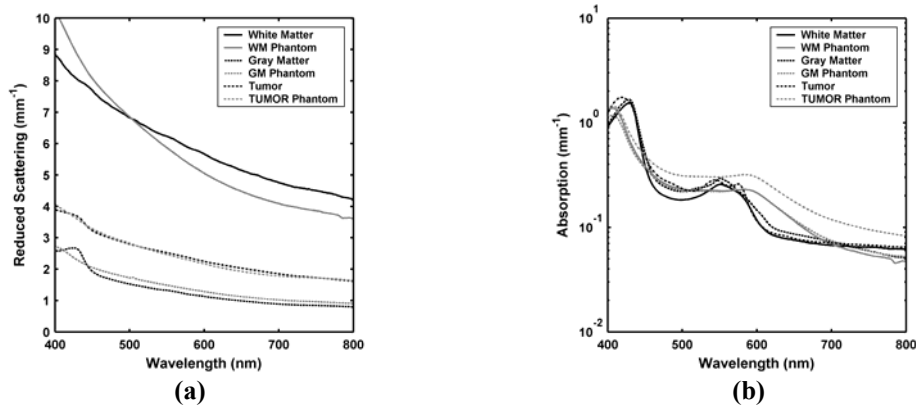 10
9
8
7
6
5
4
3
2
1
0
400 500 600 700 800
Reduced Scattering (mm⁻¹)
Wavelength (nm)
White Matter
WM Phantom
Gray Matter
GM Phantom
Tumor
TUMOR Phantom
(a)
10¹
10⁰
10⁻¹
10⁻²
400 500 600 700 800
Absorption (mm⁻¹)
Wavelength (nm)
White Matter
WM Phantom
Gray Matter
GM Phantom
Tumor
TUMOR Phantom
(b)